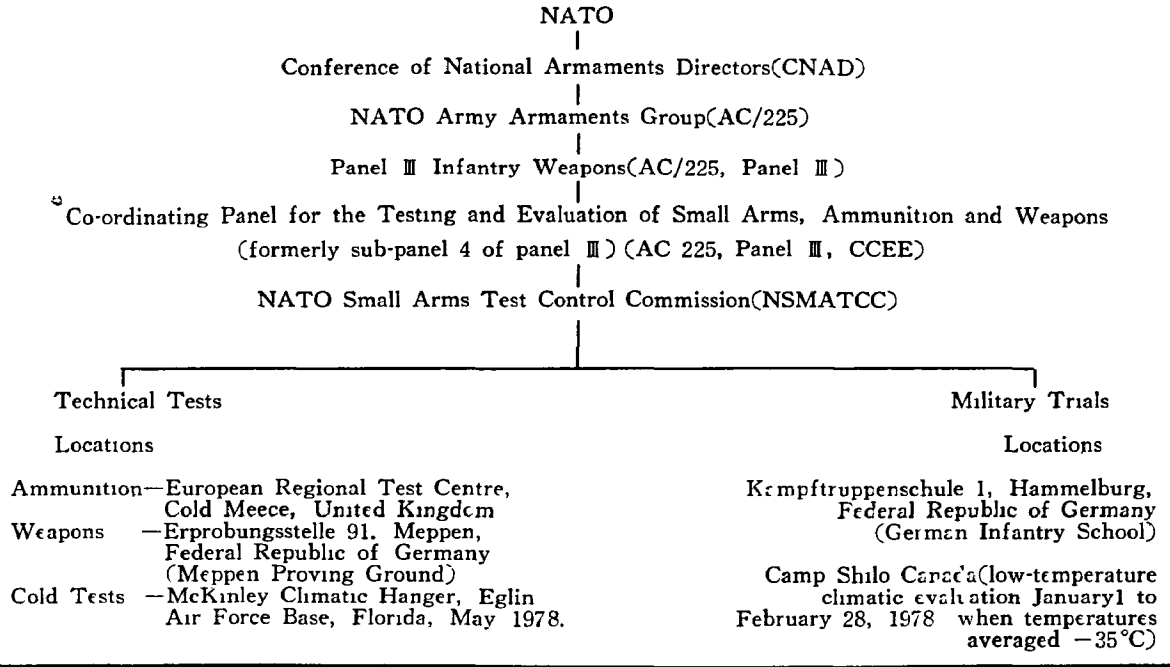 NATO
Conference of National Armaments Directors(CNAD)
NATO Army Armaments Group(AC/225)
Panel Ⅲ Infantry Weapons(AC/225, Panel Ⅲ)
Co-ordinating Panel for the Testing and Evaluation of Small Arms, Ammunition and Weapons
(formerly sub-panel 4 of panel Ⅲ) (AC 225, Panel Ⅲ, CCEE)
NATO Small Arms Test Control Commission(NSMATCC)
Technical Tests
Locations
Ammunition—European Regional Test Centre,
Cold Meece, United Kingdom
Weapons —Erprobungsstelle 91. Meppen,
Federal Republic of Germany
(Meppen Proving Ground)
Cold Tests —McKinley Climatic Hanger, Eglin
Air Force Base, Florida, May 1978.
Military Trials
Locations
Kampftruppenschule 1, Hammelburg,
Federal Republic of Germany
(German Infantry School)
Camp Shilo Canada(low-temperature
climatic evaluation January1 to
February 28, 1978 when temperatures
averaged −35°C)